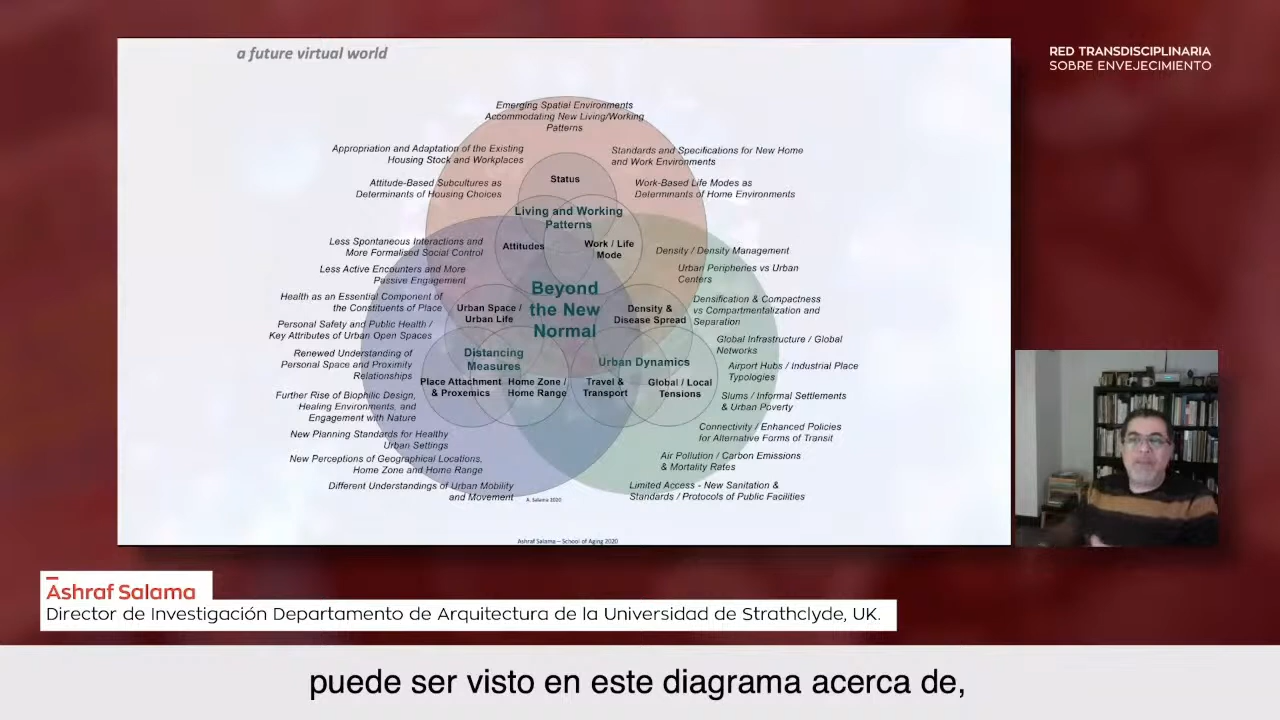 a future virtual world
RED TRANSDISCIPLINARIA
SOBRE ENVEJECIMIENTO
Emerging Spatial Environments
Accommodating New Living/Working
Patterns
Appropriation and Adaptation of the Existing
Housing Stock and Workplaces
Standards and Specifications for New Home
and Work Environments
Attitude-Based Subcultures as
Determinants of Housing Choices
Status
Work-Based Life Modes as
Determinants of Home Environments
Living and Working
Patterns
Attitudes
Work / Life
Mode
Less Spontaneous Interactions and
More Formalised Social Control
Less Active Encounters and More
Passive Engagement
Health as an Essential Component of
the Constituents of Place
Personal Safety and Public Health /
Key Attributes of Urban Open Spaces
Renewed Understanding of
Personal Space and Proximity
Relationships
Further Rise of Biophilic Design,
Healing Environments, and
Engagement with Nature
New Planning Standards for Healthy
Urban Settings
New Perceptions of Geographical Locations,
Home Zone and Home Range
Different Understandings of Urban Mobility
and Movement
Beyond
the New
Normal
Urban Space /
Urban Life
Distancing
Measures
Place Attachment
& Proxemics
Home Zone /
Home Range
Density &
Disease Spread
Urban Dynamics
Travel &
Transport
Global / Local
Tensions
Density / Density Management
Urban Peripheries vs Urban
Centers
Densification & Compactness
vs Compartmentalization and
Separation
Global Infrastructure / Global
Networks
Airport Hubs / Industrial Place
Typologies
Slums / Informal Settlements
& Urban Poverty
Connectivity / Enhanced Policies
for Alternative Forms of Transit
Air Pollution / Carbon Emissions
& Mortality Rates
Limited Access - New Sanitation &
Standards / Protocols of Public Facilities
A. Salama 2020
Ashraf Salama – School of Aging 2020
Ashraf Salama
Director de Investigación Departamento de Arquitectura de la Universidad de Strathclyde, UK.
puede ser visto en este diagrama acerca de,